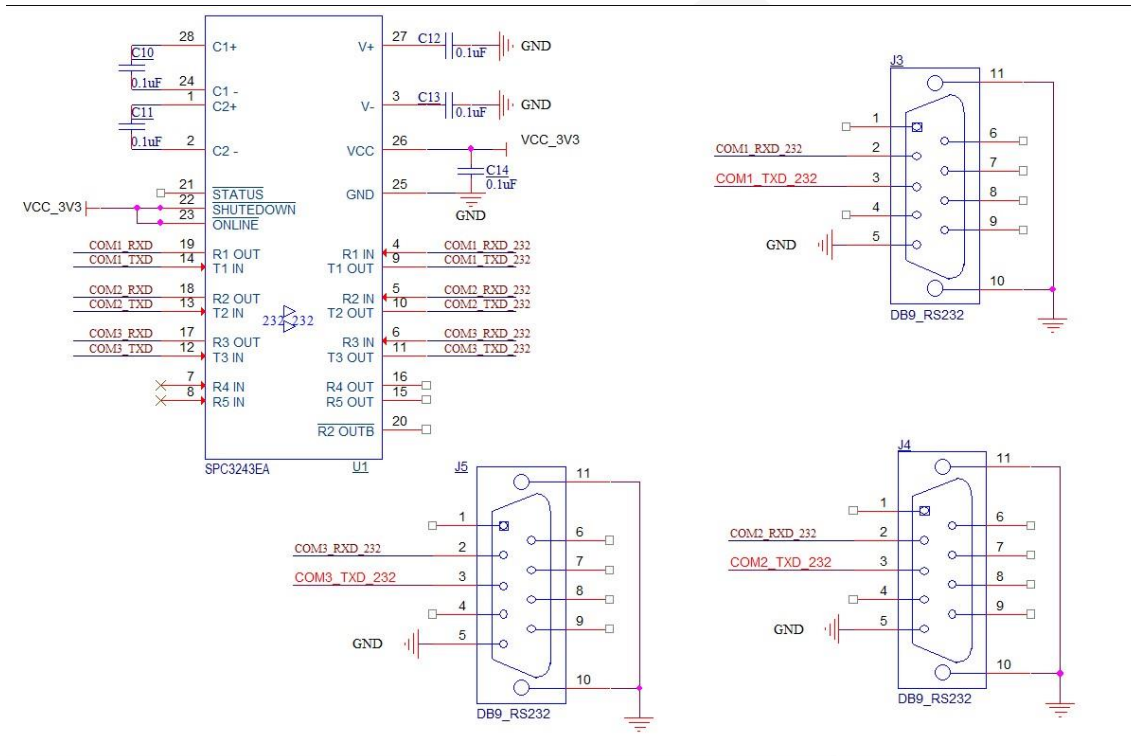 28 C1+ V+ 27 C12 0.1uF GND
C10
0.1uF
24 C1 -
1 C2+ V- 3 C13 0.1uF GND
C11
0.1uF
2 C2 - VCC 26 VCC_3V3
C14
0.1uF
21 STATUS GND 25
GND
VCC_3V3 22 SHUTEDOWN
23 ONLINE
COM1_RXD 19 R1 OUT R1 IN 4 COM1_RXD_232
COM1_TXD 14 T1 IN T1 OUT 9 COM1_TXD_232
COM2_RXD 18 R2 OUT R2 IN 5 COM2_RXD_232
COM2_TXD 13 T2 IN T2 OUT 10 COM2_TXD_232
232_232
COM3_RXD 17 R3 OUT R3 IN 6 COM3_RXD_232
COM3_TXD 12 T3 IN T3 OUT 11 COM3_TXD_232
7 R4 IN R4 OUT 16
8 R5 IN R5 OUT 15
R2 OUTB 20
SPC3243EA U1
J3
11
1
6
COM1_RXD_232 2
7
COM1_TXD_232 3
8
4
9
GND 5
10
DB9_RS232
J5
11
1
6
COM3_RXD_232 2
7
COM3_TXD_232 3
8
4
9
GND 5
10
DB9_RS232
J4
11
1
6
COM2_RXD_232 2
7
COM2_TXD_232 3
8
4
9
GND 5
10
DB9_RS232